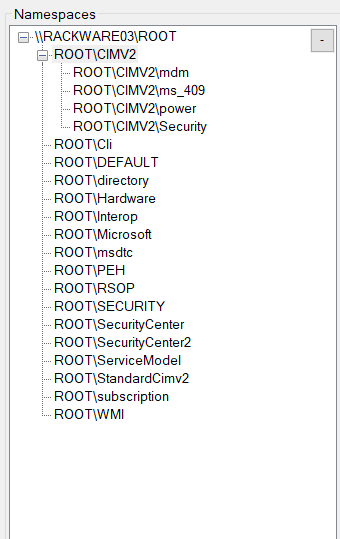 Namespaces
\\RACKWARE03\ROOT
-
ROOT\CIMV2
ROOT\CIMV2\mdm
ROOT\CIMV2\ms_409
ROOT\CIMV2\power
ROOT\CIMV2\Security
ROOT\Cli
ROOT\DEFAULT
ROOT\directory
ROOT\Hardware
ROOT\Interop
ROOT\Microsoft
ROOT\msdtc
ROOT\PEH
ROOT\RSOP
ROOT\SECURITY
ROOT\SecurityCenter
ROOT\SecurityCenter2
ROOT\ServiceModel
ROOT\StandardCimv2
ROOT\subscription
ROOT\WMI